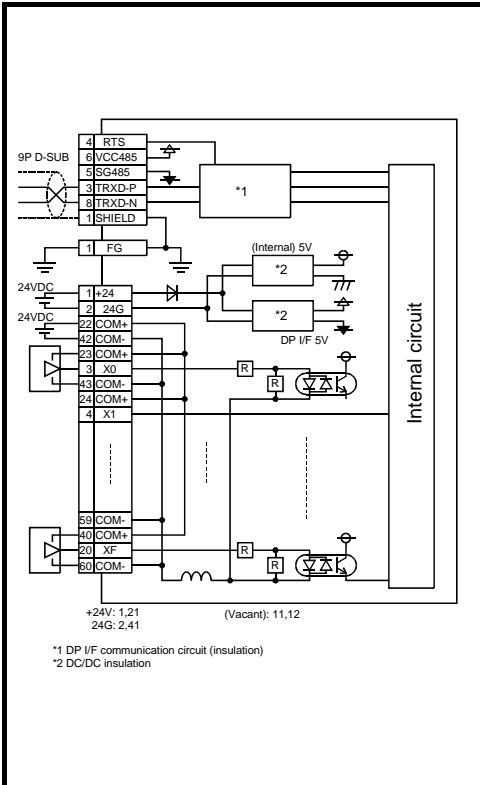 9P D-SUB
4 RTS
6 VCC485
5 SG485
3 TRXD-P
8 TRXD-N
1 SHIELD
*1
1 FG
(Internal) 5V
*2
*2
DP I/F 5V
24VDC
1 +24
2 24G
24VDC
22 COM+
42 COM-
23 COM+
3 X0
R
R
43 COM-
24 COM+
4 X1
59 COM-
40 COM+
20 XF
R
R
60 COM-
Internal circuit
+24V: 1,21
24G: 2,41
(Vacant): 11,12
*1 DP I/F communication circuit (insulation)
*2 DC/DC insulation